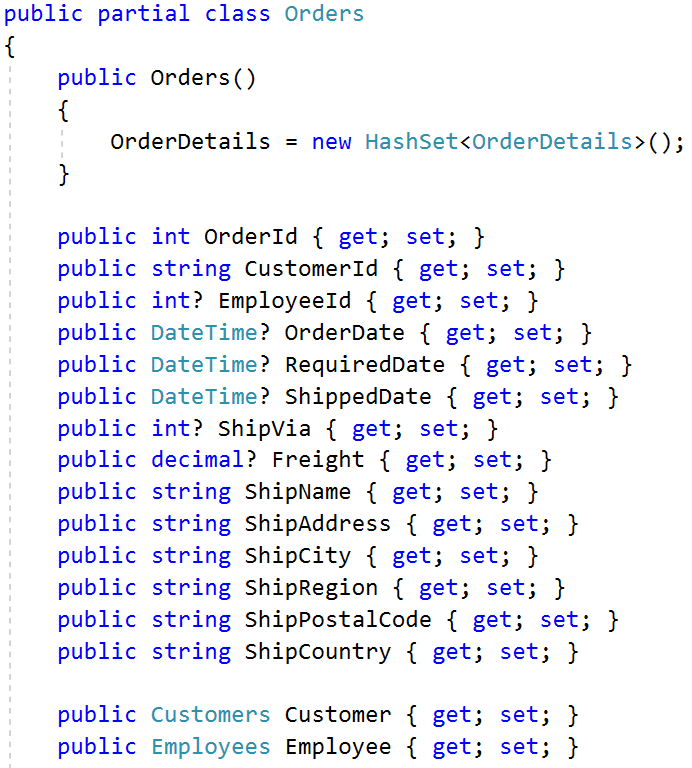 public partial class Orders
{
    public Orders()
    {
        OrderDetails = new HashSet<OrderDetails>();
    }

    public int OrderId { get; set; }
    public string CustomerId { get; set; }
    public int? EmployeeId { get; set; }
    public DateTime? OrderDate { get; set; }
    public DateTime? RequiredDate { get; set; }
    public DateTime? ShippedDate { get; set; }
    public int? ShipVia { get; set; }
    public decimal? Freight { get; set; }
    public string ShipName { get; set; }
    public string ShipAddress { get; set; }
    public string ShipCity { get; set; }
    public string ShipRegion { get; set; }
    public string ShipPostalCode { get; set; }
    public string ShipCountry { get; set; }

    public Customers Customer { get; set; }
    public Employees Employee { get; set; }